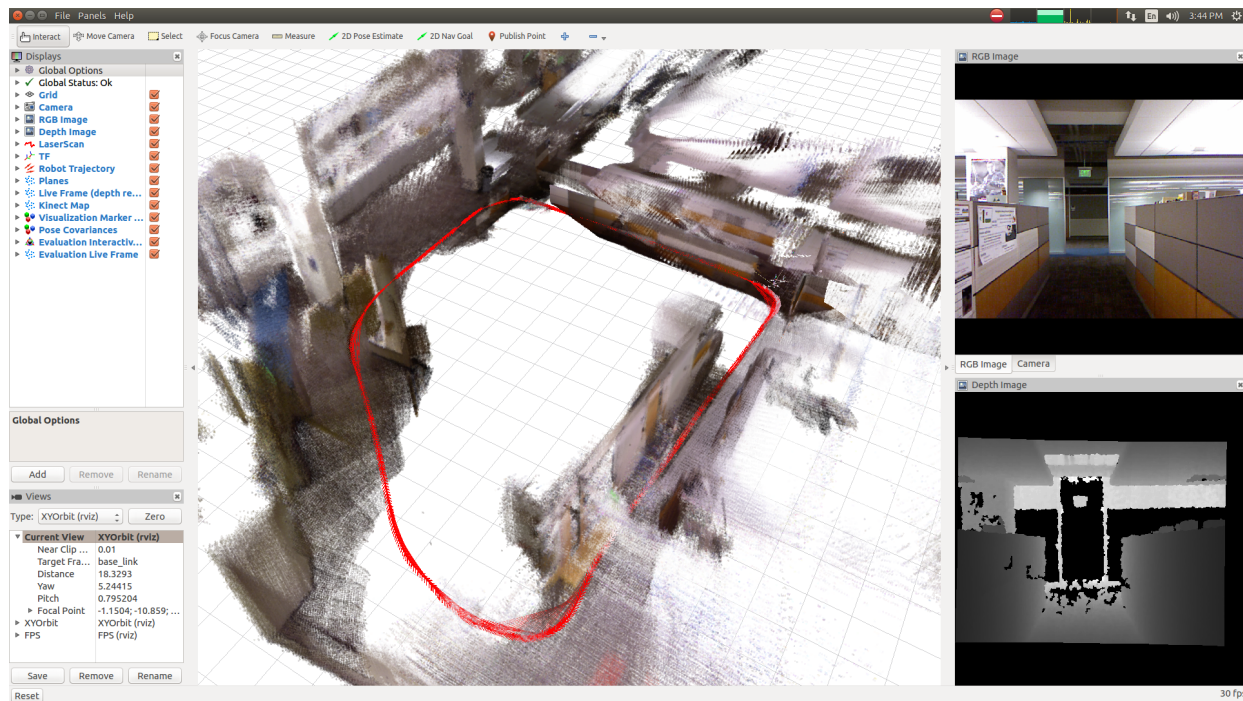 File Panels Help
En 3:44 PM
Interact Move Camera Select Focus Camera Measure 2D Pose Estimate 2D Nav Goal Publish Point
Displays
Global Options
Global Status: Ok
Grid
Camera
RGB Image
Depth Image
LaserScan
TF
Robot Trajectory
Planes
Live Frame (depth re...
Kinect Map
Visualization Marker ...
Pose Covariances
Evaluation Interactiv...
Evaluation Live Frame
Global Options
Add Remove Rename
Views
Type: XYOrbit (rviz) Zero
Current View XYOrbit (rviz)
Near Clip ... 0.01
Target Fra... base_link
Distance 18.3293
Yaw 5.24415
Pitch 0.795204
Focal Point -1.1504; -10.859; ...
XYOrbit XYOrbit (rviz)
FPS FPS (rviz)
Save Remove Rename
Reset
RGB Image
RGB Image Camera
Depth Image
30 fps